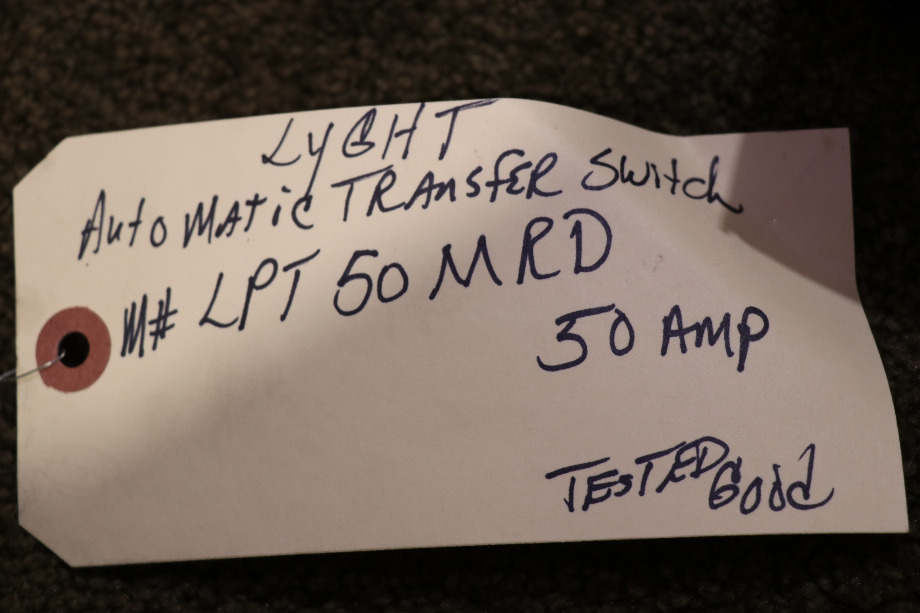 LyGHT
AutoMATic TRAnsfER Switch
M# LPT 50 MRD
50 AMP
TEsTED Good